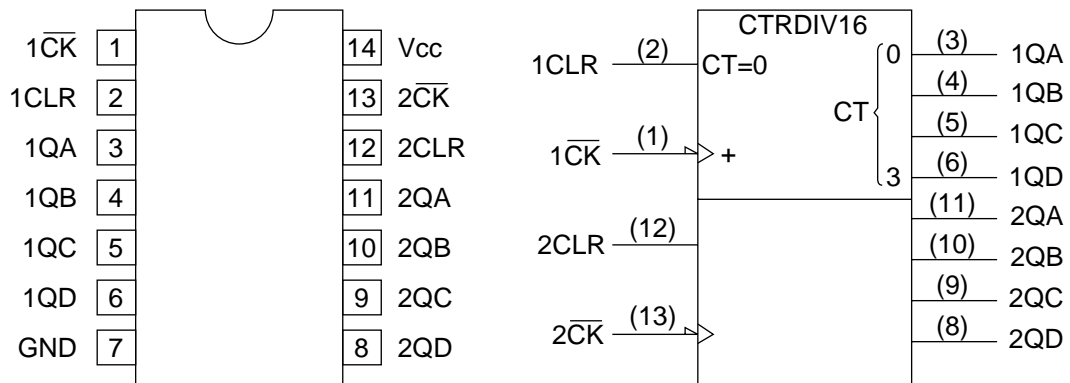 1C̅K̅ 1
1CLR 2
1QA 3
1QB 4
1QC 5
1QD 6
GND 7
14 Vcc
13 2C̅K̅
12 2CLR
11 2QA
10 2QB
9 2QC
8 2QD
CTRDIV16
1CLR (2) CT=0
1C̅K̅ (1) +
2CLR (12)
2C̅K̅ (13)
CT
0
3
(3) 1QA
(4) 1QB
(5) 1QC
(6) 1QD
(11) 2QA
(10) 2QB
(9) 2QC
(8) 2QD